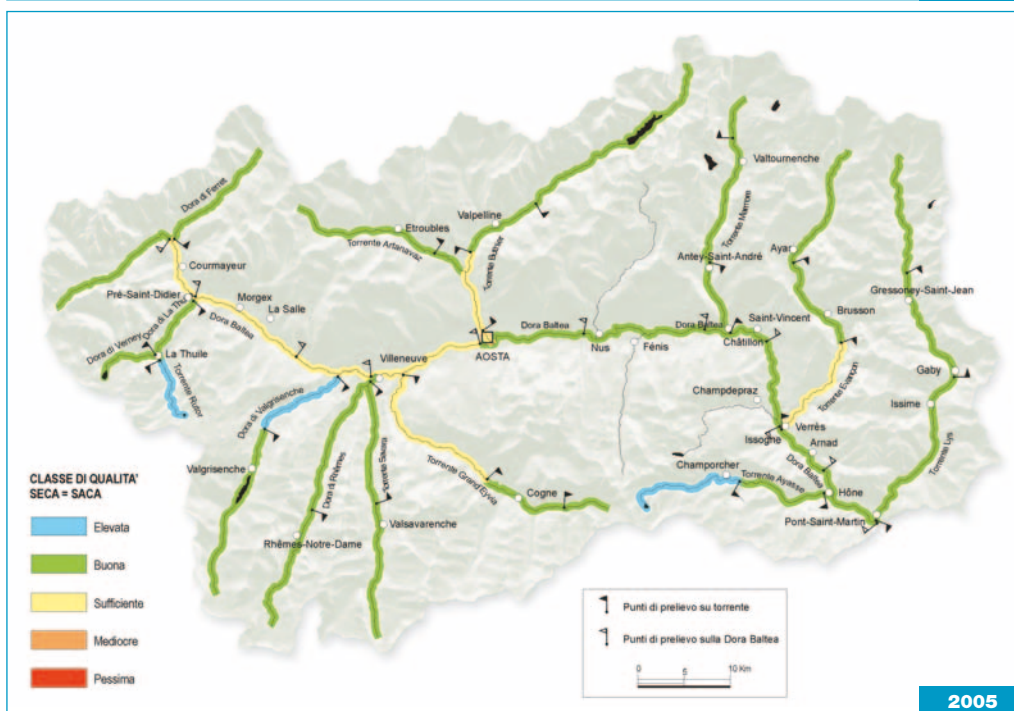 Dora di Ferret
Courmayeur
Pré-Saint-Didier
Morgex
La Salle
Dora di La Thu
Dora Baltea
Dora di Verney
La Thuile
Torrente Rutor
Etroubles
Torrente Artanavaz
Valpelline
Torrente Buthier
Villeneuve
AOSTA
Dora Baltea
Nus
Fénis
Dora Baltea
Valtournenche
Torrente Marmore
Antey-Saint-André
Saint-Vincent
Châtillon
Ayas
Brusson
Torrente Evançon
Gressoney-Saint-Jean
Gaby
Issime
Torrente Lys
Champdepraz
Verrès
Issogne
Arnad
Dora Baltea
Champorcher
Torrente Ayasse
Hône
Pont-Saint-Martin
Dora di Valgrisenche
Valgrisenche
Dora di Rhêmes
Rhêmes-Notre-Dame
Torrente Savara
Valsavarenche
Torrente Grand Eyvia
Cogne
CLASSE DI QUALITA'
SECA = SACA
Elevata
Buona
Sufficiente
Mediocre
Pessima
Punti di prelievo su torrente
Punti di prelievo sulla Dora Baltea
0 5 10 Km
2005